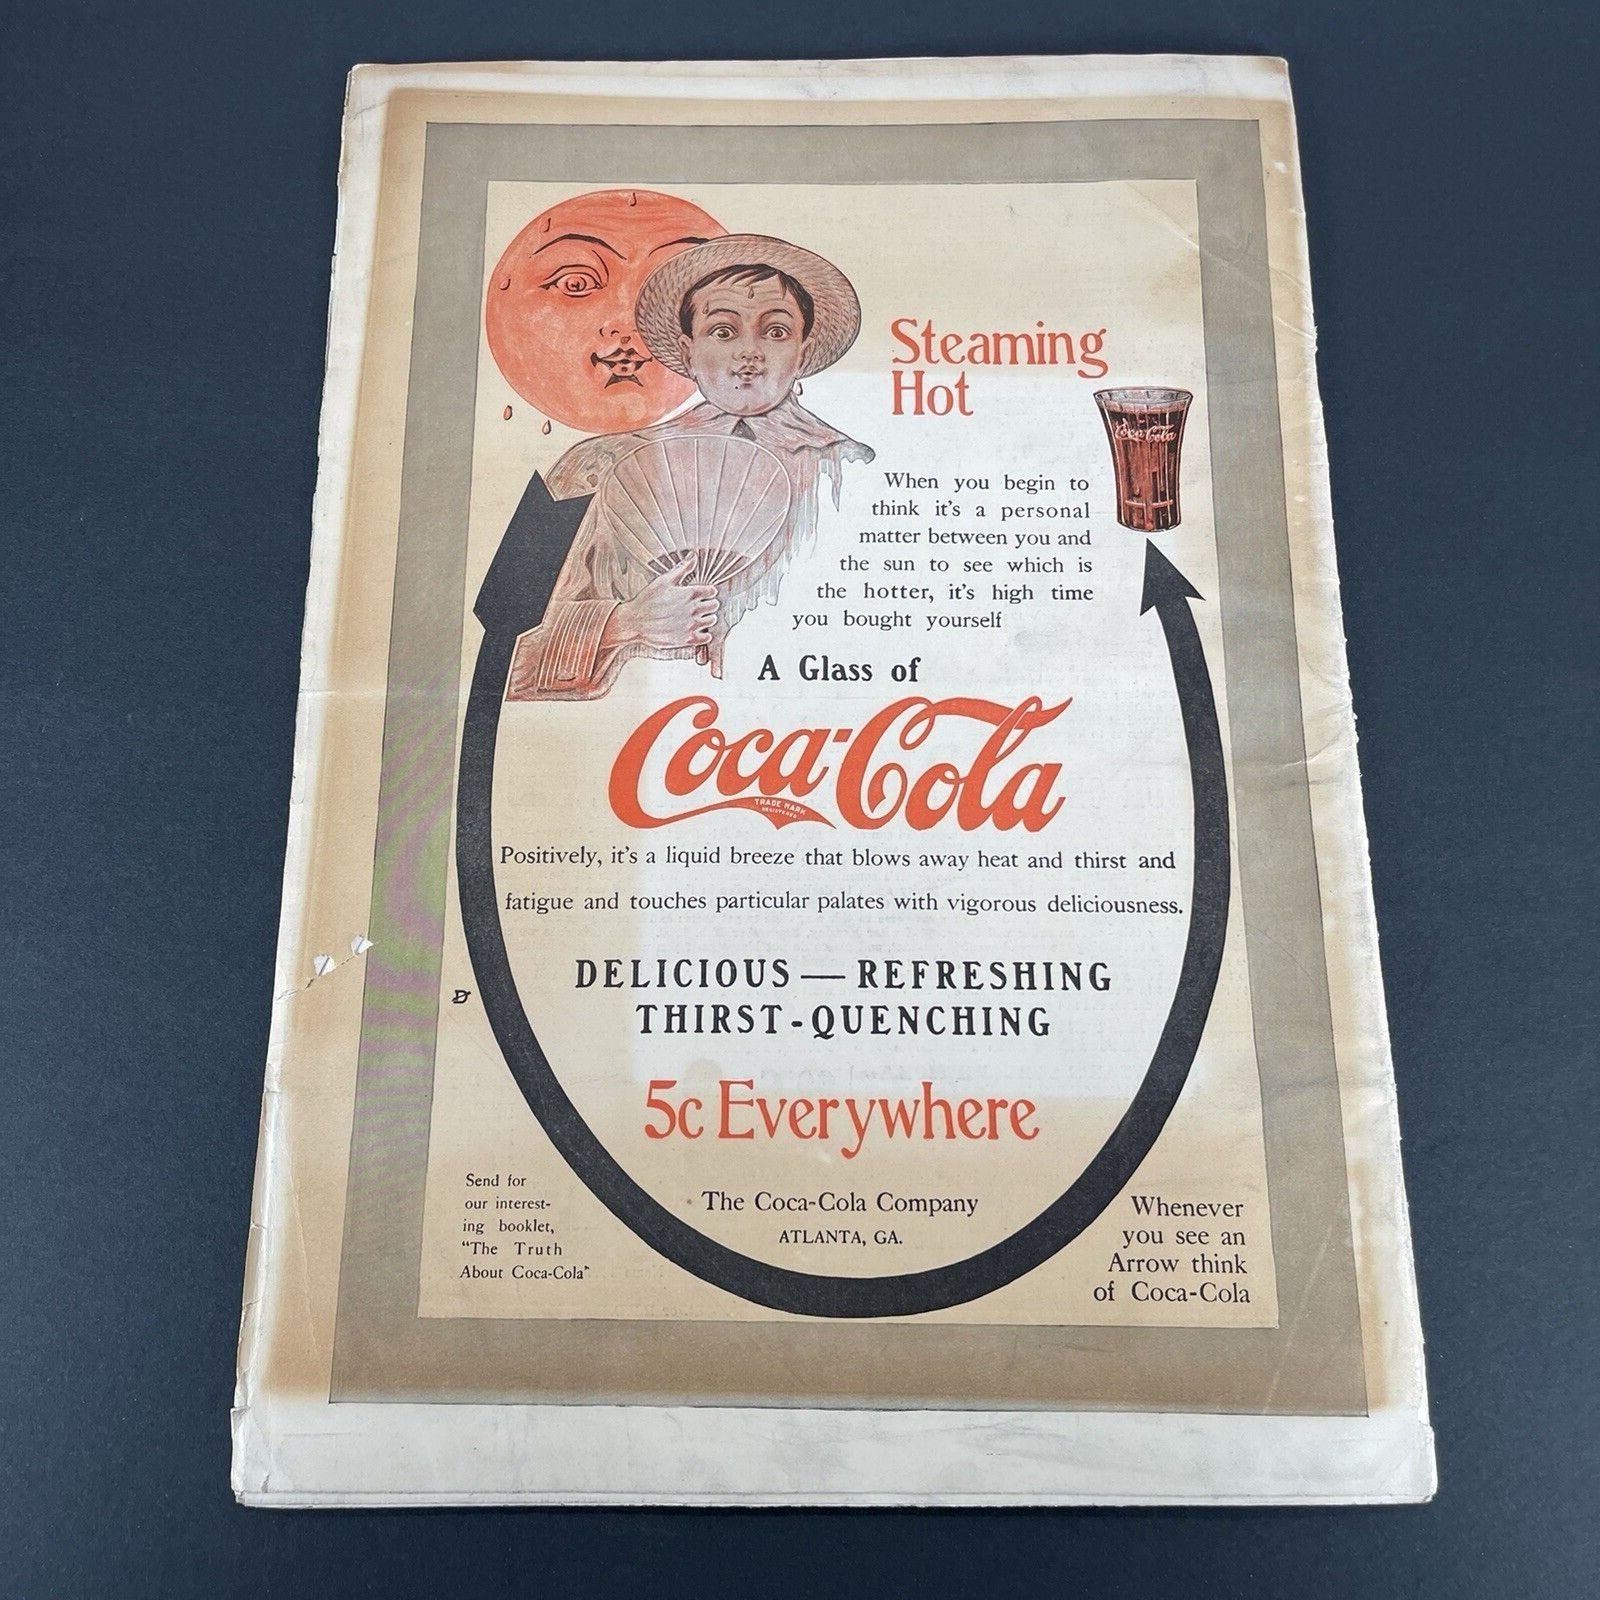 Steaming
Hot
Coca-Cola
When you begin to
think it's a personal
matter between you and
the sun to see which is
the hotter, it's high time
you bought yourself
A Glass of
Coca-Cola
TRADE MARK
REGISTERED
Positively, it's a liquid breeze that blows away heat and thirst and
fatigue and touches particular palates with vigorous deliciousness.
DELICIOUS — REFRESHING
THIRST-QUENCHING
5c Everywhere
Send for
our interest-
ing booklet,
"The Truth
About Coca-Cola"
The Coca-Cola Company
ATLANTA, GA.
Whenever
you see an
Arrow think
of Coca-Cola